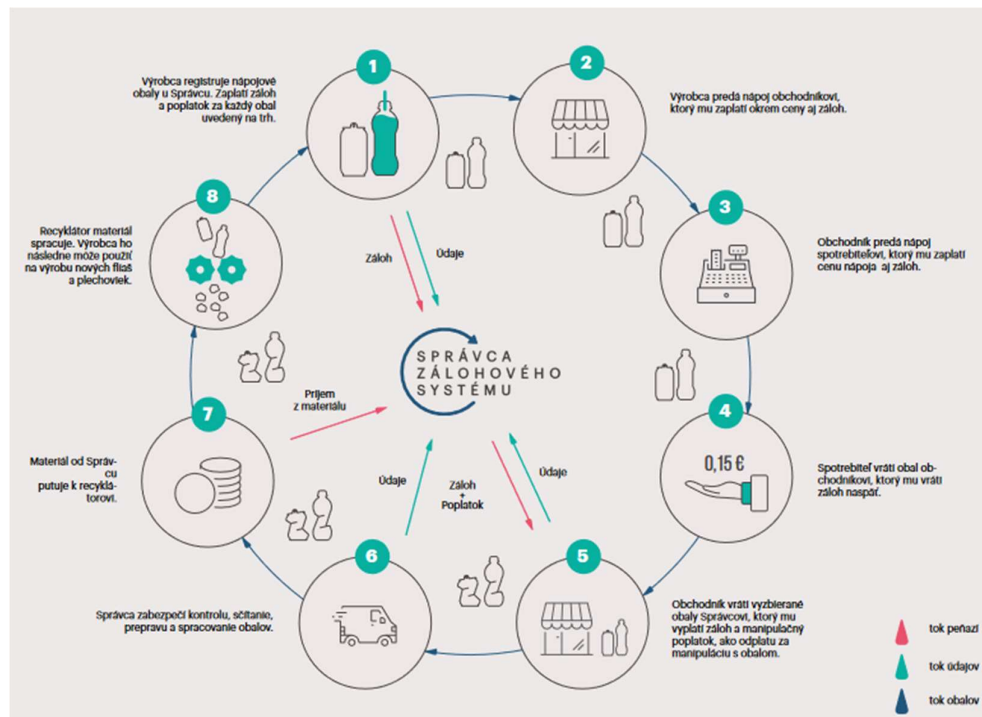 1
Výrobca registruje nápojové
obaly u Správcu. Zaplatí záloh
a poplatok za každý obal
uvedený na trh.
2
Výrobca predá nápoj obchodníkovi,
ktorý mu zaplatí okrem ceny aj záloh.
3
Obchodník predá nápoj
spotrebiteľovi, ktorý mu zaplatí
cenu nápoja aj záloh.
4
0,15 €
Spotrebiteľ vráti obal ob-
chodníkovi, ktorý mu vráti
záloh naspäť.
5
Obchodník vráti vyzbierané
obaly Správcovi, ktorý mu
vyplatí záloh a manipulačný
poplatok, ako odplatu za
manipuláciu s obalom.
6
Správca zabezpečí kontrolu, sčítanie,
prepravu a spracovanie obalov.
7
Materiál od Správ-
cu
putuje k recyklá-
torovi.
8
Recyklátor materiál
spracuje. Výrobca ho
následne môže použiť
na výrobu nových fliaš
a plechoviek.
Záloh
Údaje
SPRÁVCA
ZÁLOHOVÉHO
SYSTÉMU
Príjem
z materiálu
Údaje
Záloh
+
Poplatok
Údaje
tok peňazí
tok údajov
tok obalov